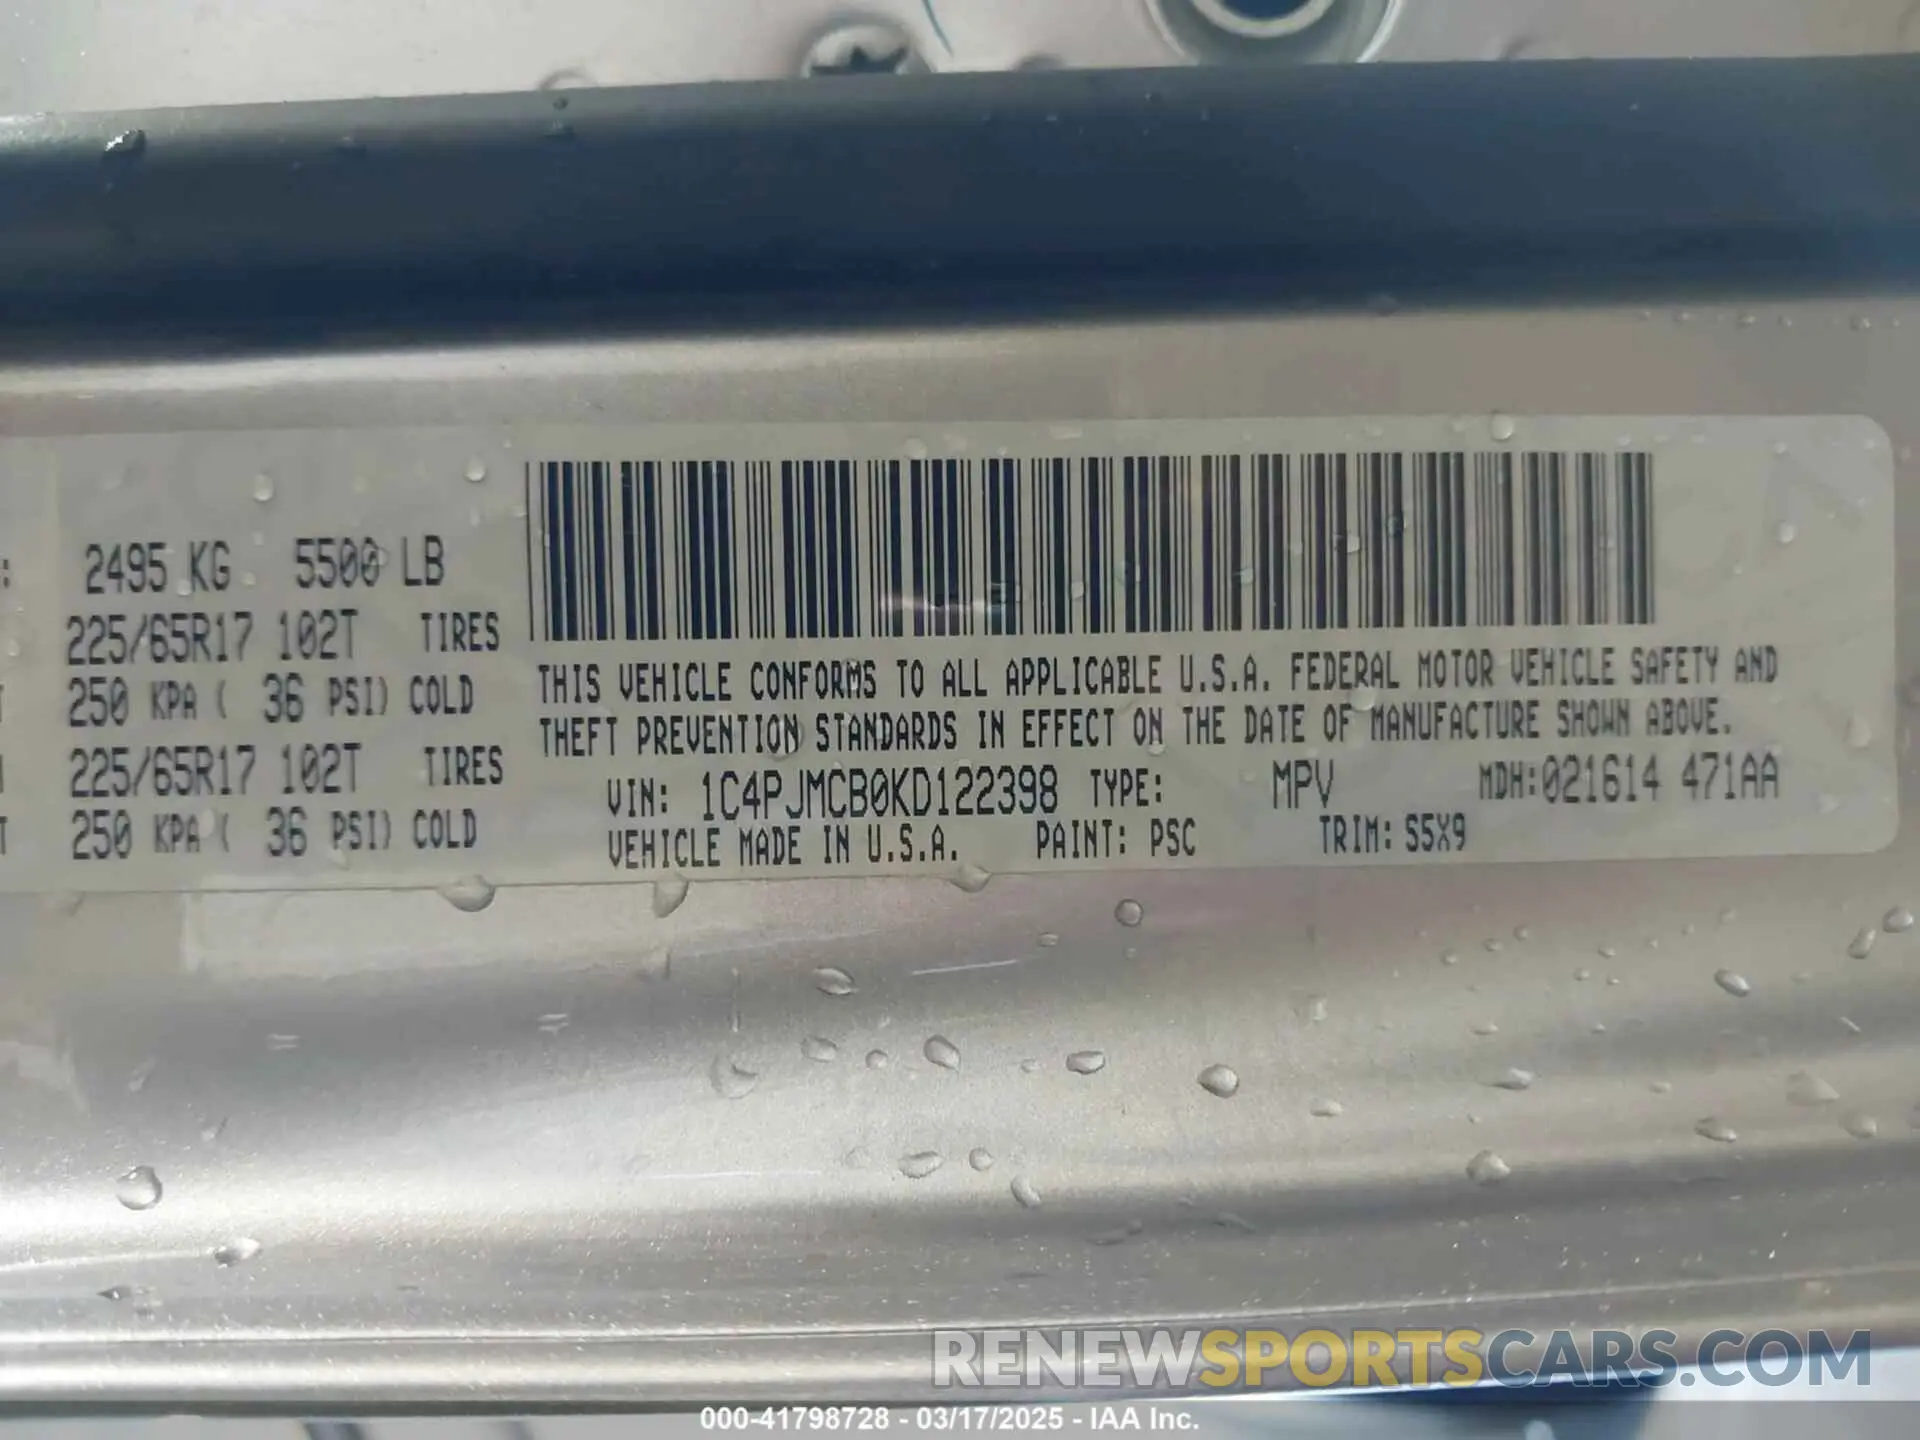 2495 KG 5500 LB
225/65R17 102T TIRES
250 KPA ( 36 PSI) COLD
225/65R17 102T TIRES
250 KPA ( 36 PSI) COLD
THIS VEHICLE CONFORMS TO ALL APPLICABLE U.S.A. FEDERAL MOTOR VEHICLE SAFETY AND
THEFT PREVENTION STANDARDS IN EFFECT ON THE DATE OF MANUFACTURE SHOWN ABOVE.
VIN: 1C4PJMCB0KD122398 TYPE: MPV MDH:021614 471AA
VEHICLE MADE IN U.S.A. PAINT: PSC TRIM: S5X9
RENEWSPORTSCARS.COM
000-41798728 - 03/17/2025 - IAA Inc.